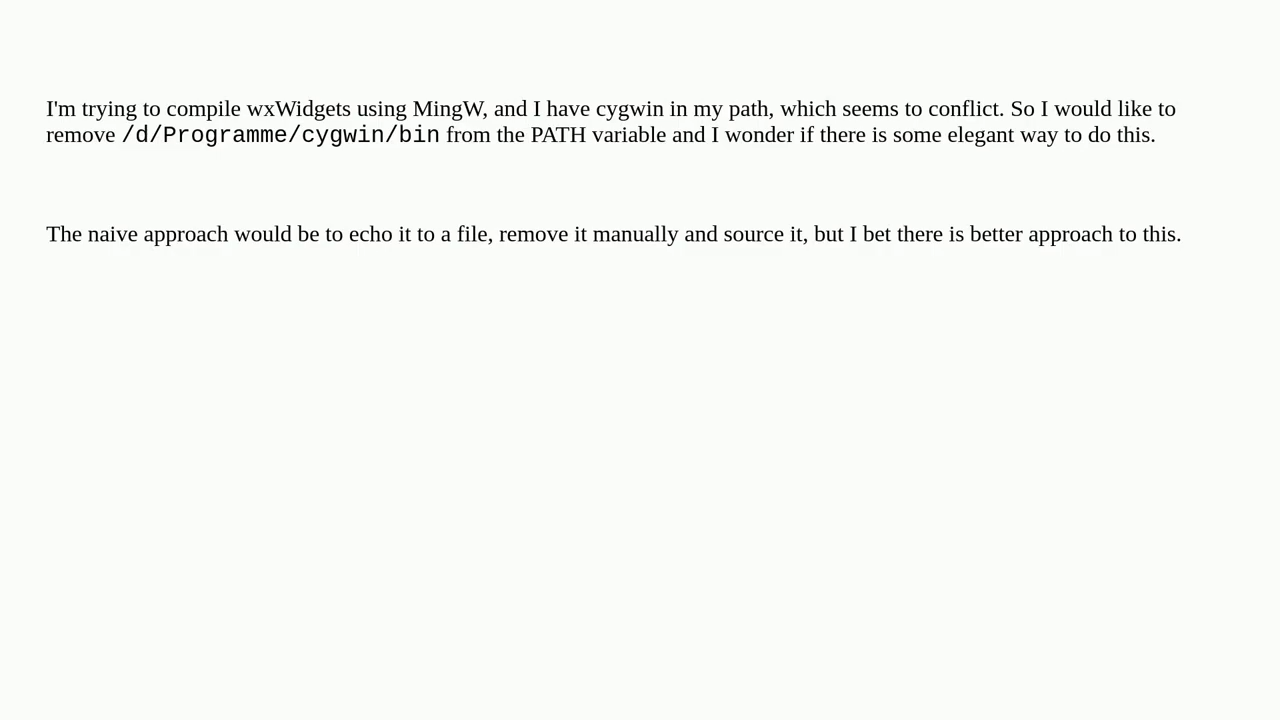 I'm trying to compile wxWidgets using MingW, and I have cygwin in my path, which seems to conflict. So I would like to
remove /d/Programme/cygwin/bin from the PATH variable and I wonder if there is some elegant way to do this.
The naive approach would be to echo it to a file, remove it manually and source it, but I bet there is better approach to this.